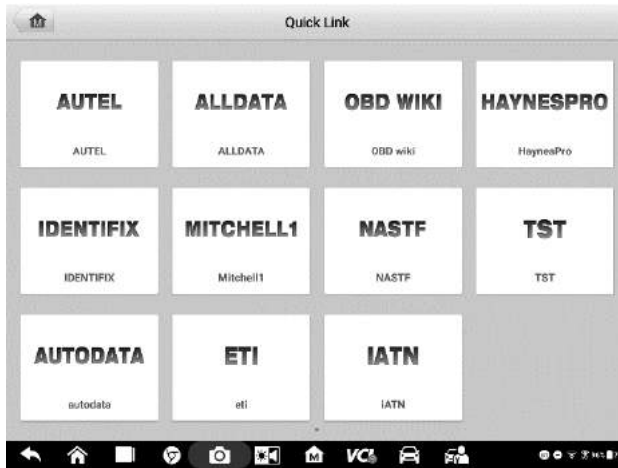 Quick Link
AUTEL
AUTEL
ALLDATA
ALLDATA
OBD WIKI
OBD wiki
HAYNESPRO
HaynesPro
IDENTIFIX
IDENTIFIX
MITCHELL1
Mitchell1
NASTF
NASTF
TST
TST
AUTODATA
autodata
ETI
eti
IATN
iATN
M
VCI